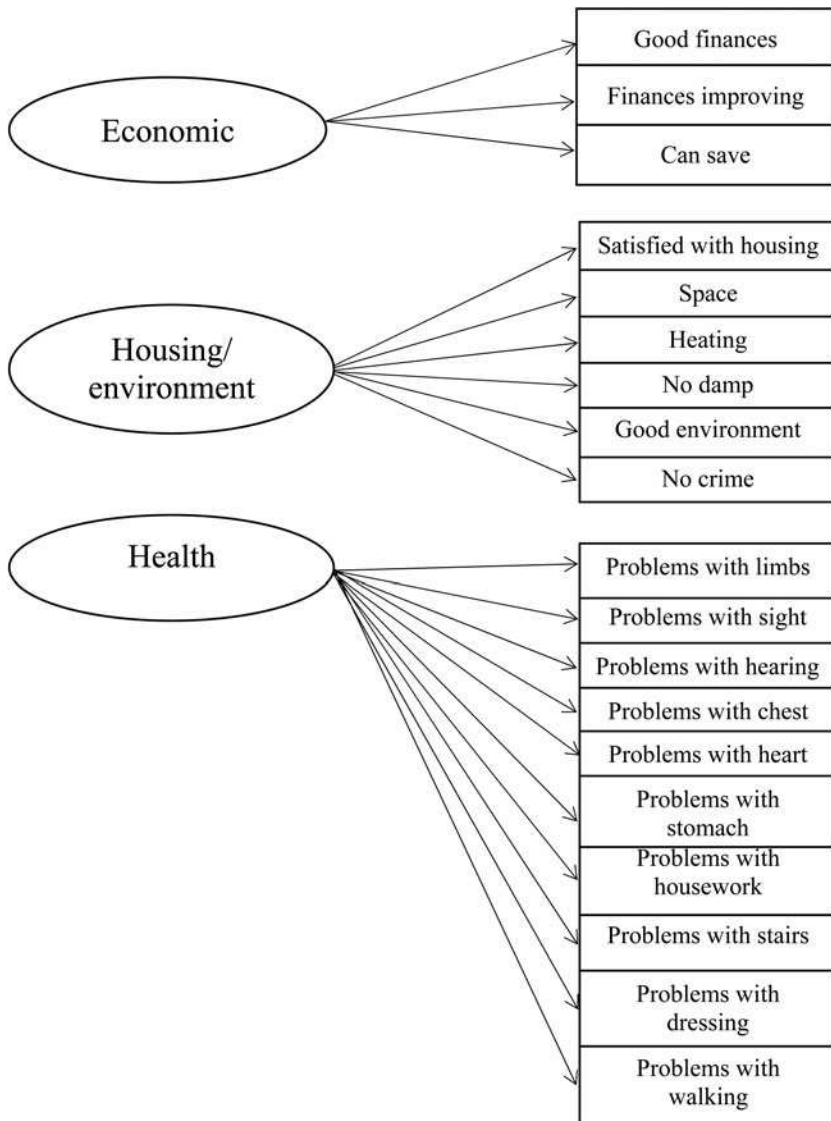 Economic
Good finances
Finances improving
Can save
Housing/
environment
Satisfied with housing
Space
Heating
No damp
Good environment
No crime
Health
Problems with limbs
Problems with sight
Problems with hearing
Problems with chest
Problems with heart
Problems with
stomach
Problems with
housework
Problems with stairs
Problems with
dressing
Problems with
walking